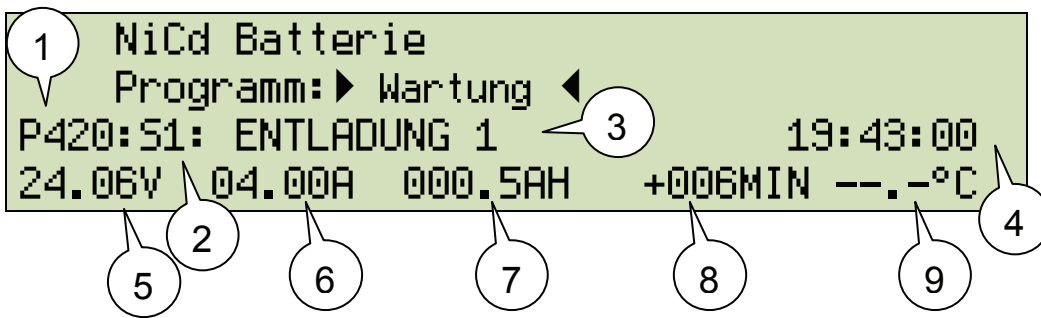 NiCd Batterie
Programm:▶ Wartung ◀
P420:S1: ENTLADUNG 1 19:43:00
24.06V 04.00A 000.5AH +006MIN --.-°C
1
2
3
4
5
6
7
8
9